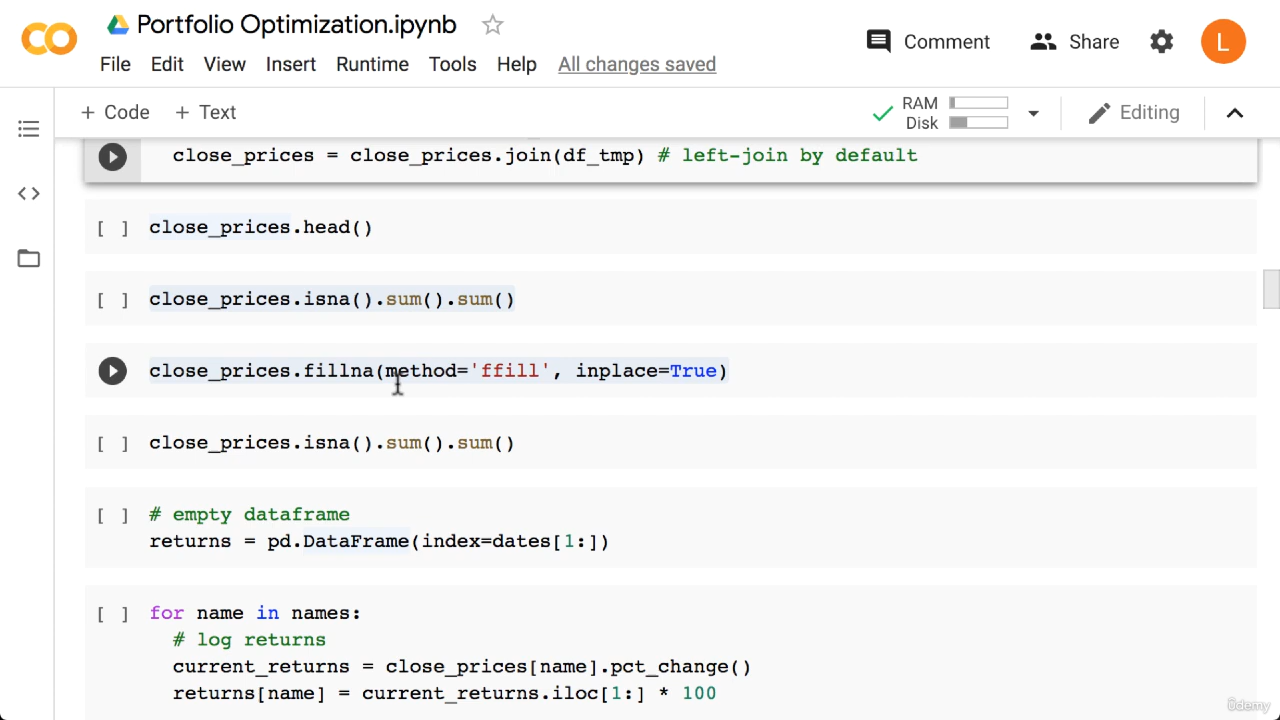 Portfolio Optimization.ipynb
Comment
Share
L
File Edit View Insert Runtime Tools Help All changes saved
+ Code + Text
RAM
Disk
Editing
close_prices = close_prices.join(df_tmp) # left-join by default
[ ] close_prices.head()
[ ] close_prices.isna().sum().sum()
close_prices.fillna(method='ffill', inplace=True)
[ ] close_prices.isna().sum().sum()
[ ] # empty dataframe
returns = pd.DataFrame(index=dates[1:])
[ ] for name in names:
# log returns
current_returns = close_prices[name].pct_change()
returns[name] = current_returns.iloc[1:] * 100
ûdemy